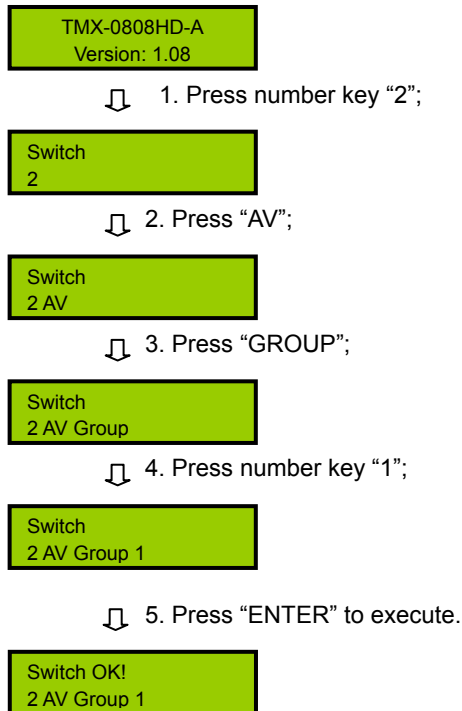 TMX-0808HD-A
Version: 1.08
1. Press number key “2”;
Switch
2
2. Press “AV”;
Switch
2 AV
3. Press “GROUP”;
Switch
2 AV Group
4. Press number key “1”;
Switch
2 AV Group 1
5. Press “ENTER” to execute.
Switch OK!
2 AV Group 1